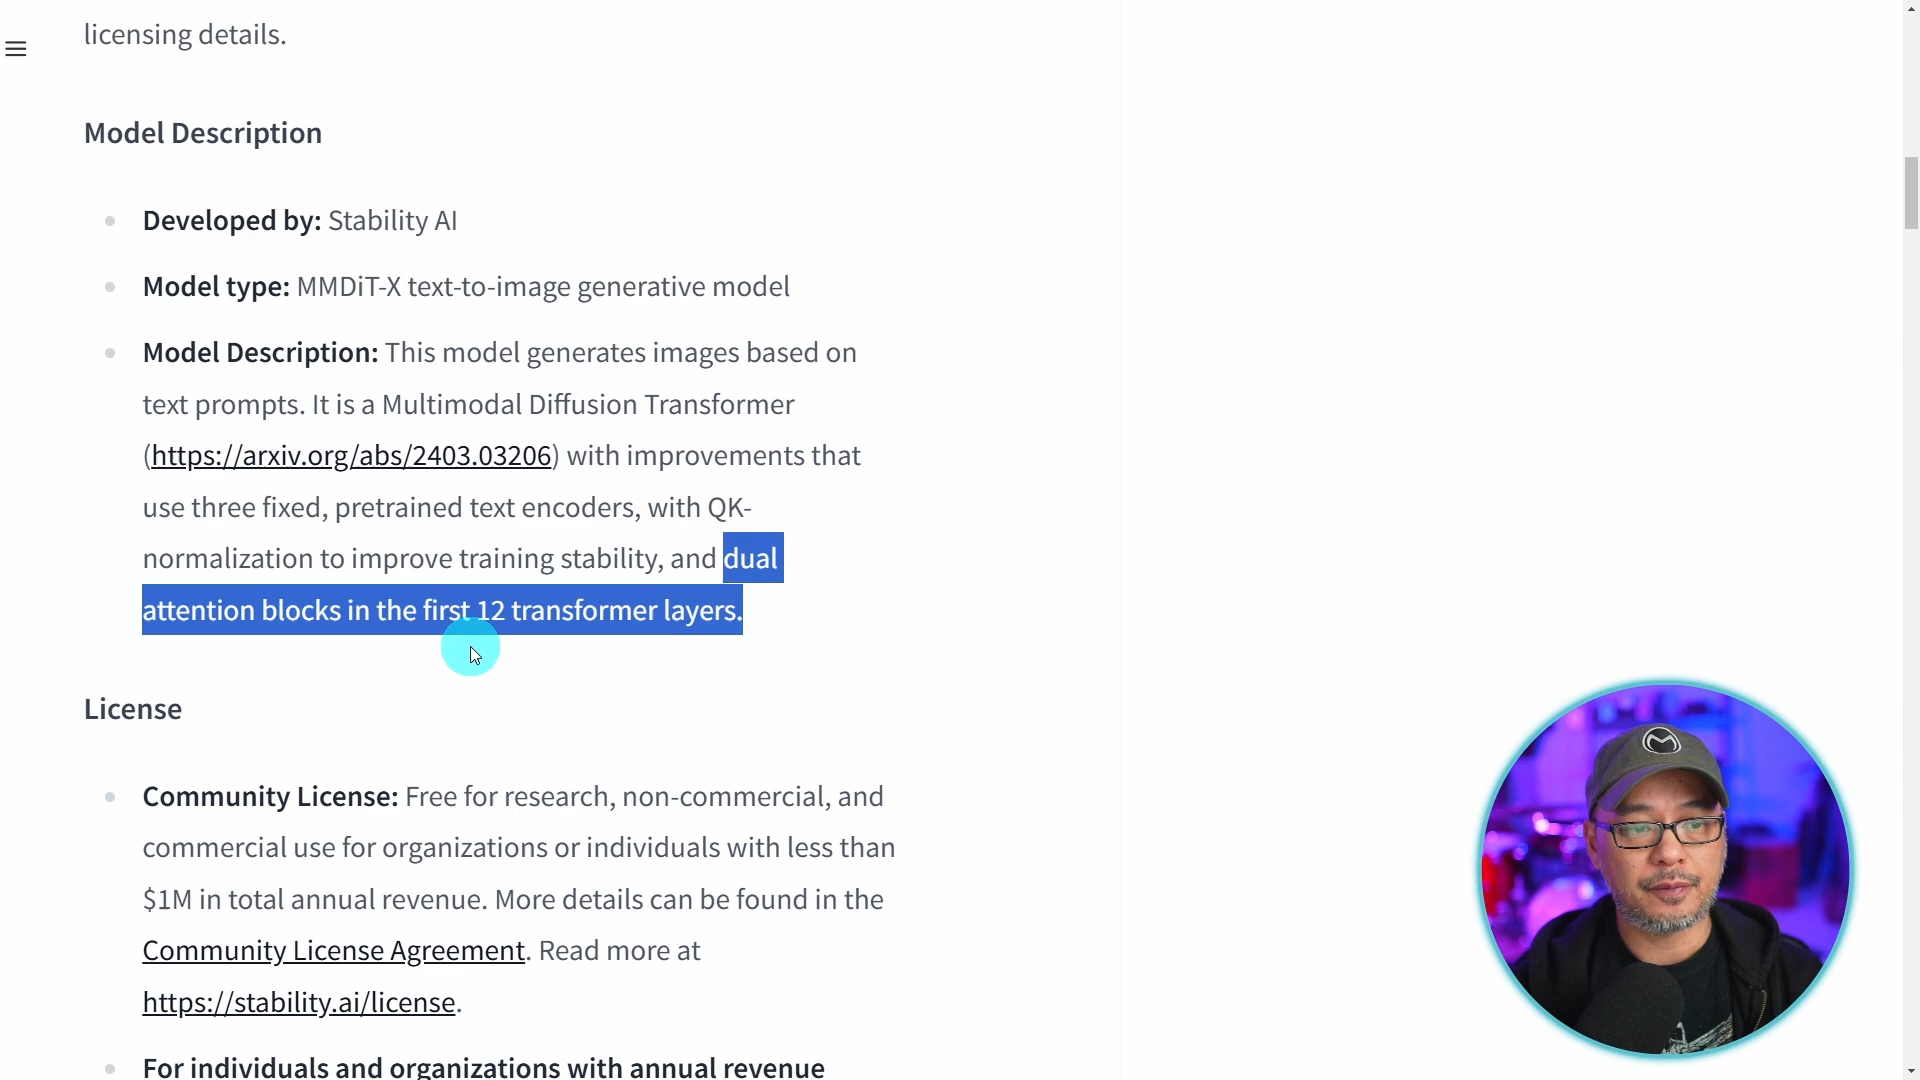 licensing details.
Model Description
Developed by: Stability AI
Model type: MMDiT-X text-to-image generative model
Model Description: This model generates images based on
text prompts. It is a Multimodal Diffusion Transformer
(https://arxiv.org/abs/2403.03206) with improvements that
use three fixed, pretrained text encoders, with QK-
normalization to improve training stability, and dual
attention blocks in the first 12 transformer layers.
License
Community License: Free for research, non-commercial, and
commercial use for organizations or individuals with less than
$1M in total annual revenue. More details can be found in the
Community License Agreement. Read more at
https://stability.ai/license.
For individuals and organizations with annual revenue